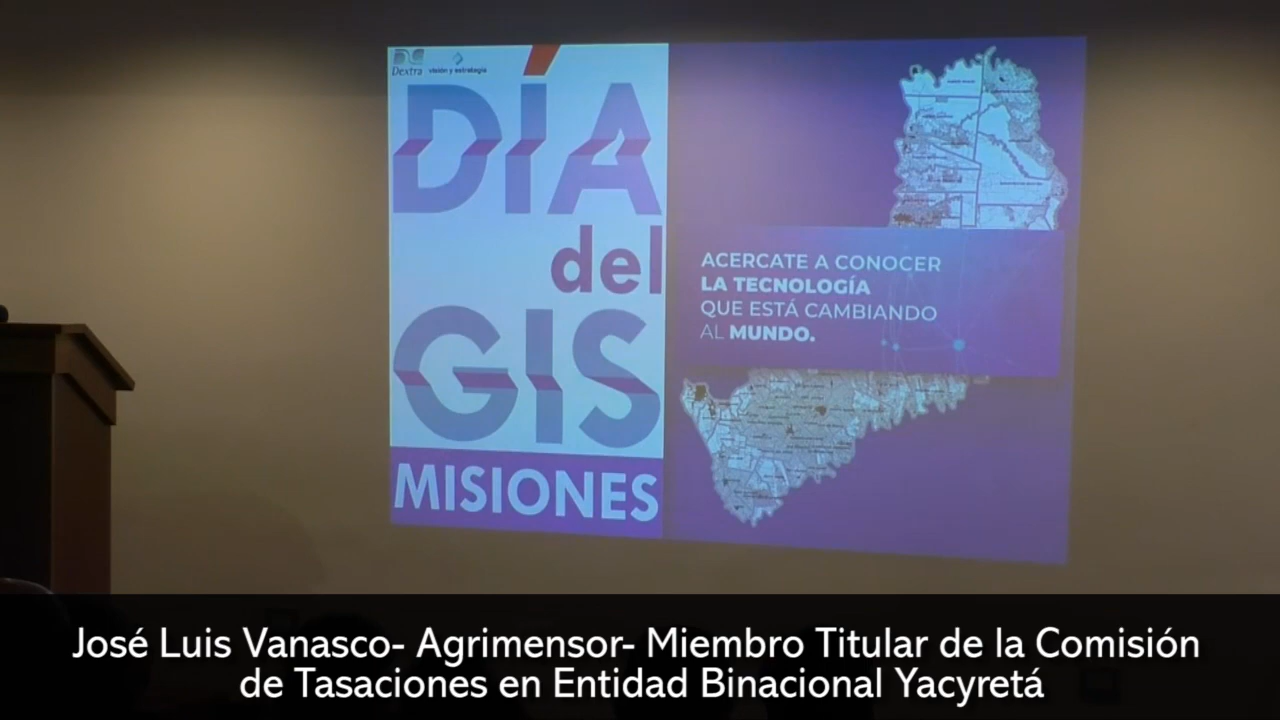 Dextra visión y estrategia
DÍA
del
GIS
MISIONES
ACERCATE A CONOCER
LA TECNOLOGÍA
QUE ESTÁ CAMBIANDO
AL MUNDO.
José Luis Vanasco- Agrimensor- Miembro Titular de la Comisión
de Tasaciones en Entidad Binacional Yacyretá